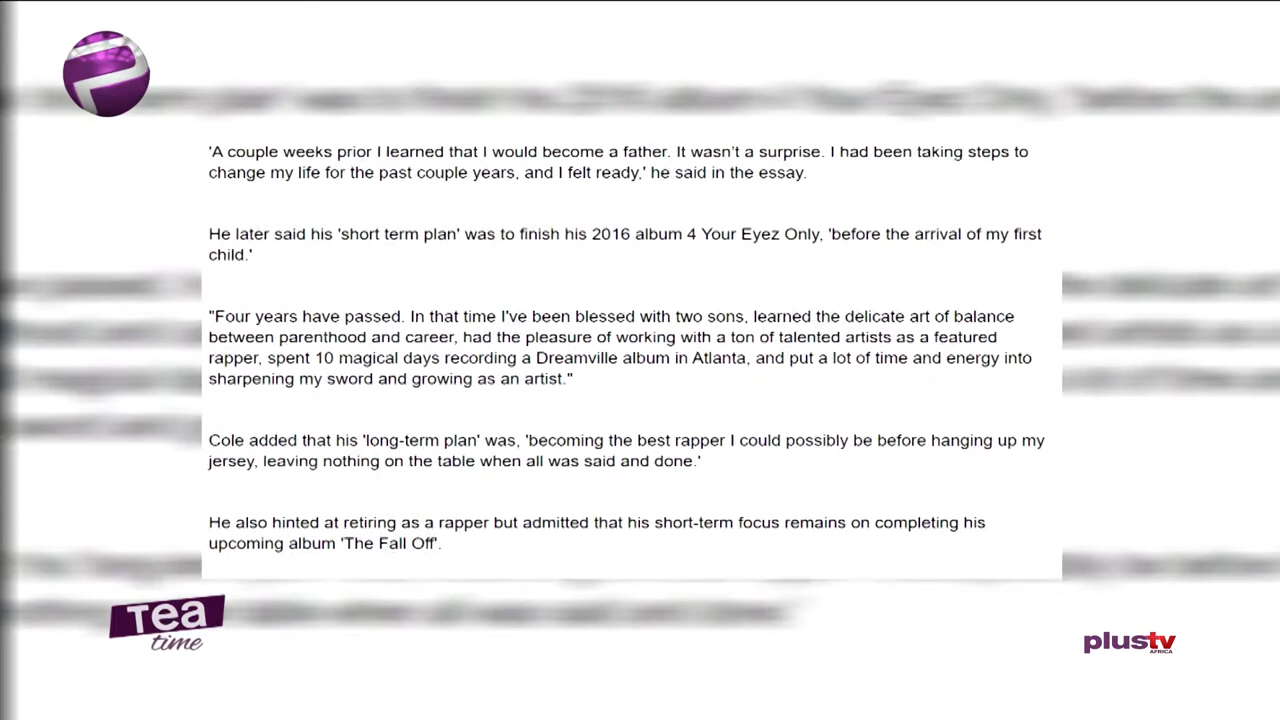 'A couple weeks prior I learned that I would become a father. It wasn't a surprise. I had been taking steps to
change my life for the past couple years, and I felt ready,' he said in the essay.
He later said his 'short term plan' was to finish his 2016 album 4 Your Eyez Only, 'before the arrival of my first
child.'
"Four years have passed. In that time I've been blessed with two sons, learned the delicate art of balance
between parenthood and career, had the pleasure of working with a ton of talented artists as a featured
rapper, spent 10 magical days recording a Dreamville album in Atlanta, and put a lot of time and energy into
sharpening my sword and growing as an artist."
Cole added that his 'long-term plan' was, 'becoming the best rapper I could possibly be before hanging up my
jersey, leaving nothing on the table when all was said and done.'
He also hinted at retiring as a rapper but admitted that his short-term focus remains on completing his
upcoming album 'The Fall Off'.
Tea
time
plustv
AFRICA